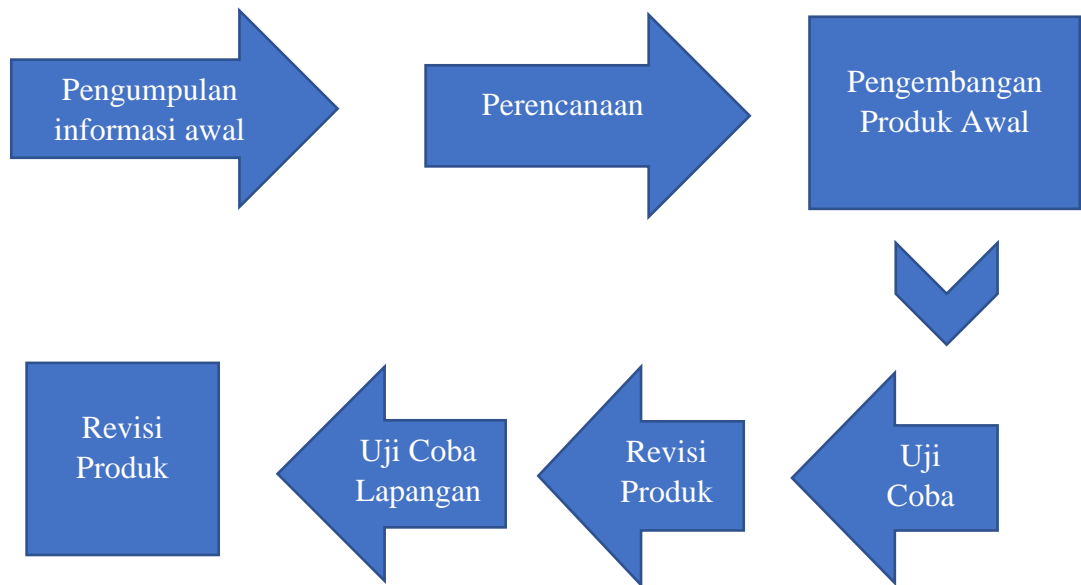 Pengumpulan
informasi awal
Perencanaan
Pengembangan
Produk Awal
Uji
Coba
Revisi
Produk
Uji Coba
Lapangan
Revisi
Produk